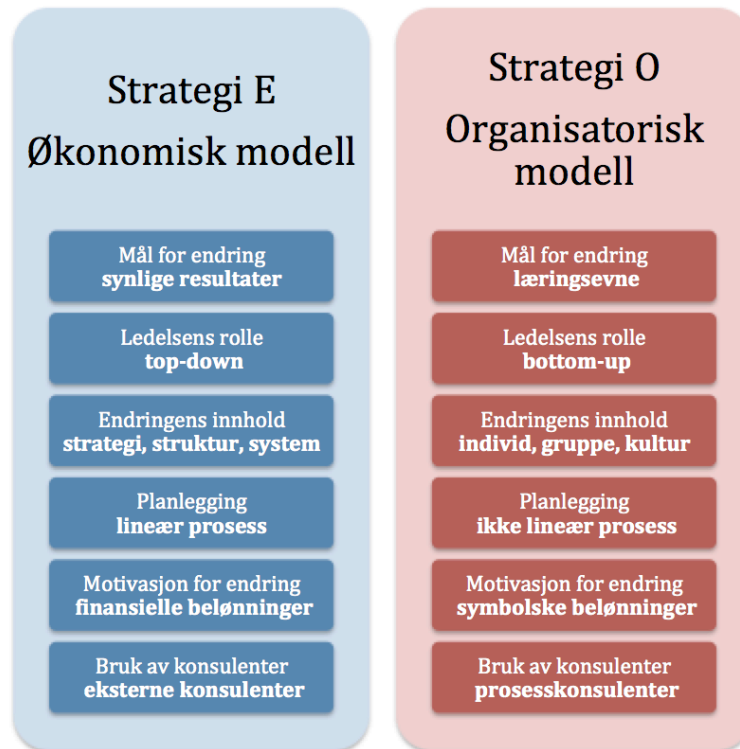 Strategi E
Økonomisk modell
Mål for endring
synlige resultater
Ledelsens rolle
top-down
Endringens innhold
strategi, struktur, system
Planlegging
lineær prosess
Motivasjon for endring
finansielle belønninger
Bruk av konsulenter
eksterne konsulenter
Strategi O
Organisatorisk
modell
Mål for endring
læringsevne
Ledelsens rolle
bottom-up
Endringens innhold
individ, gruppe, kultur
Planlegging
ikke lineær prosess
Motivasjon for endring
symbolske belønninger
Bruk av konsulenter
prosesskonsulenter